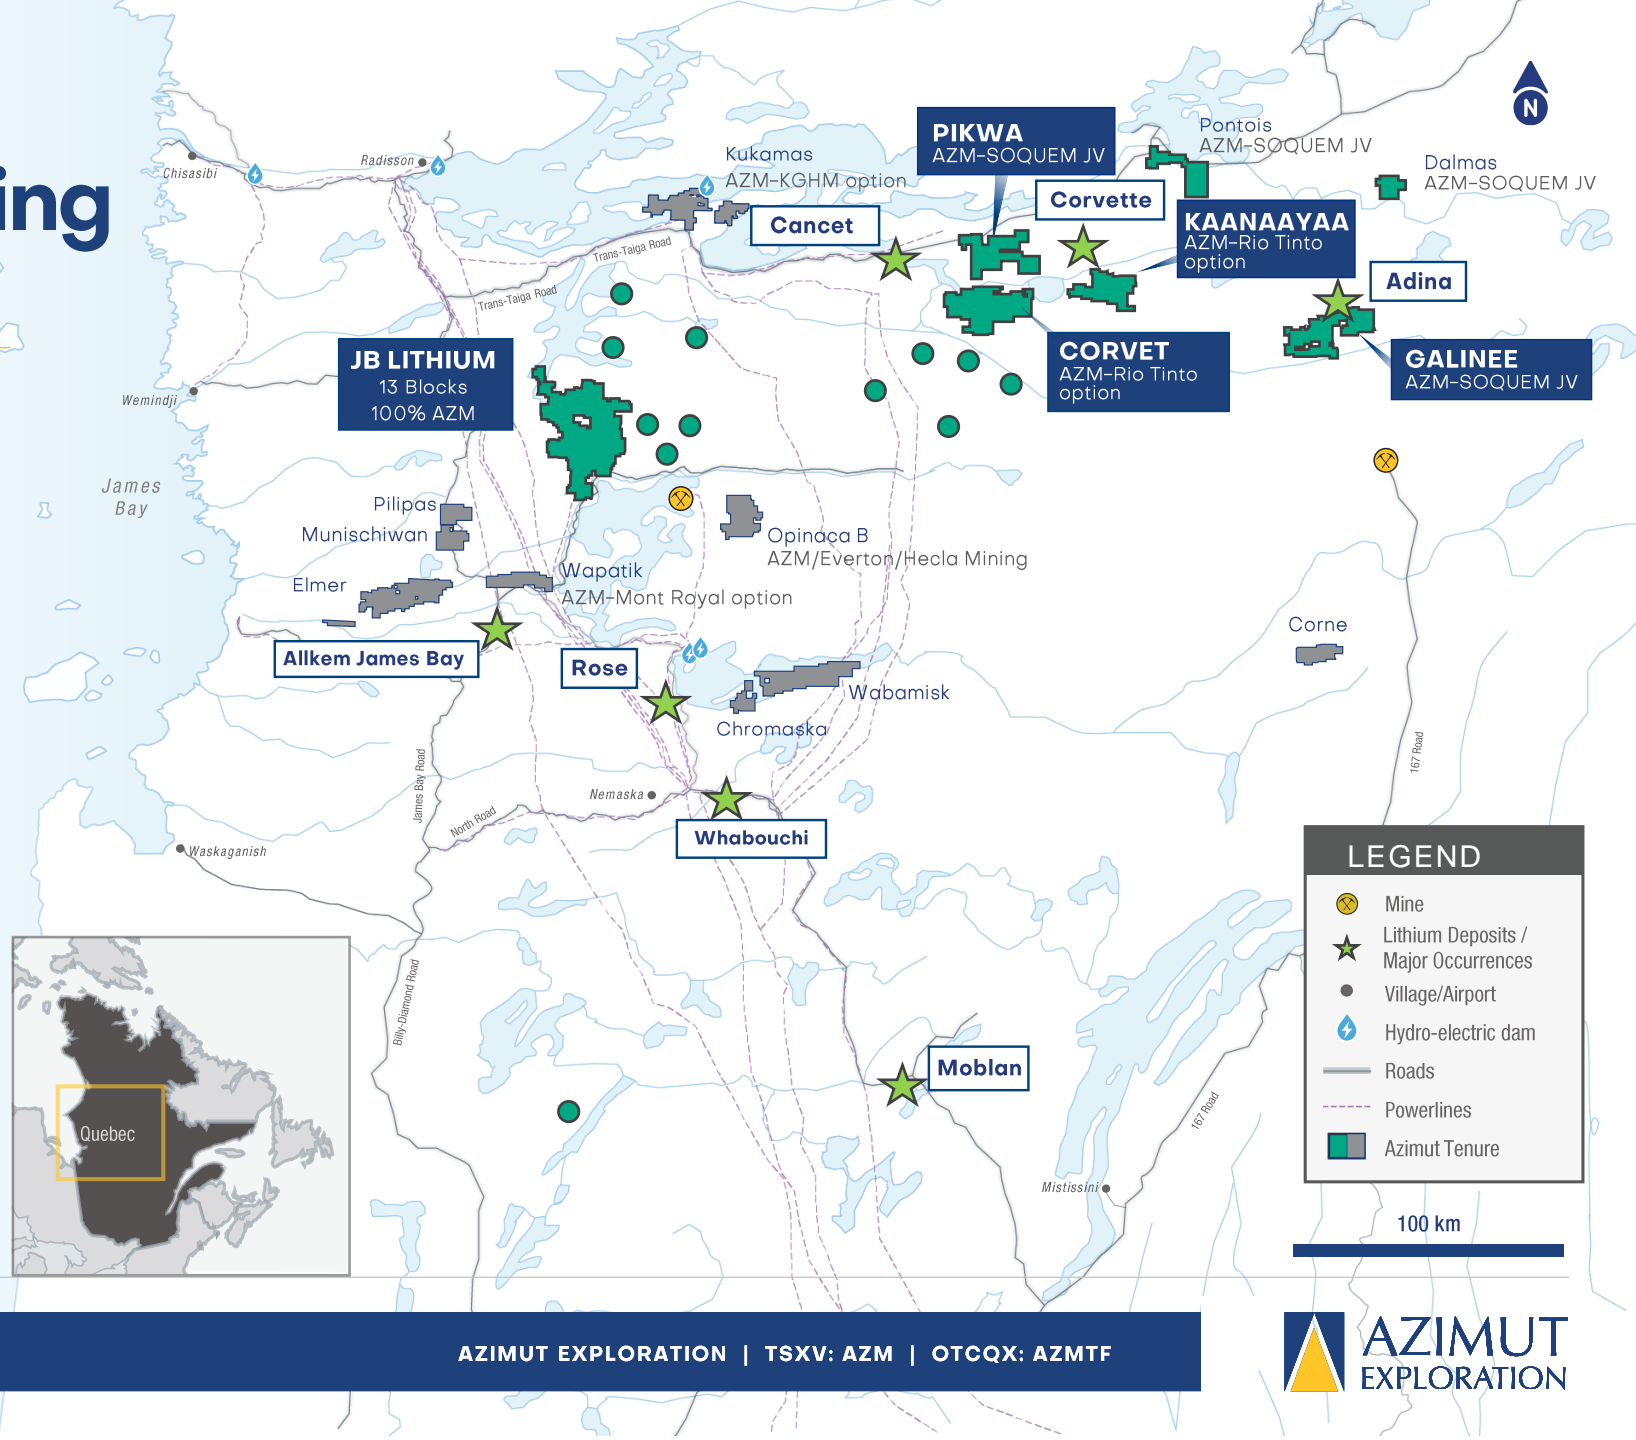 ing
N
Chisasibi
Radisson
Kukamas
AZM-KGHM option
PIKWA
AZM-SOQUEM JV
Pontois
AZM-SOQUEM JV
Dalmas
AZM-SOQUEM JV
Corvette
Cancet
KAANAAYAA
AZM-Rio Tinto
option
Adina
Trans-Taiga Road
Trans-Taiga Road
JB LITHIUM
13 Blocks
100% AZM
CORVET
AZM-Rio Tinto
option
GALINEE
AZM-SOQUEM JV
Wemindji
James
Bay
Pilipas
Munischiwan
Elmer
Wapatik
AZM-Mont Royal option
Opinaca B
AZM/Everton/Hecla Mining
Allkem James Bay
Rose
Wabamisk
Chromaska
Corne
167 Road
James Bay Road
North Road
Nemaska
Whabouchi
Waskaganish
Billy-Diamond Road
Moblan
Mistissini
167 Road
Quebec
LEGEND
Mine
Lithium Deposits /
Major Occurrences
Village/Airport
Hydro-electric dam
Roads
Powerlines
Azimut Tenure
100 km
AZIMUT EXPLORATION | TSXV: AZM | OTCQX: AZMTF
AZIMUT
EXPLORATION